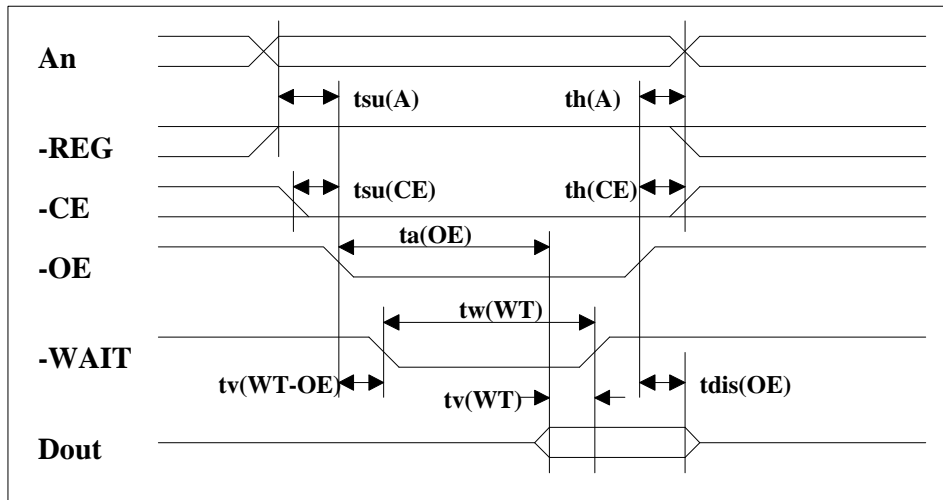 An
tsu(A) th(A)
-REG
tsu(CE) th(CE)
-CE
ta(OE)
-OE
tw(WT)
-WAIT
tv(WT-OE) tv(WT) tdis(OE)
Dout